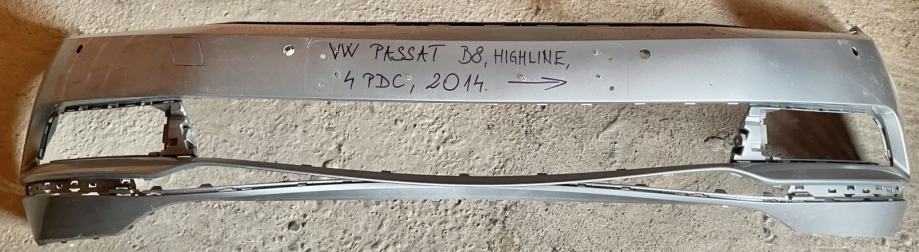 VW PASSAT B8, HIGHLINE,
4 PDC, 2014. →